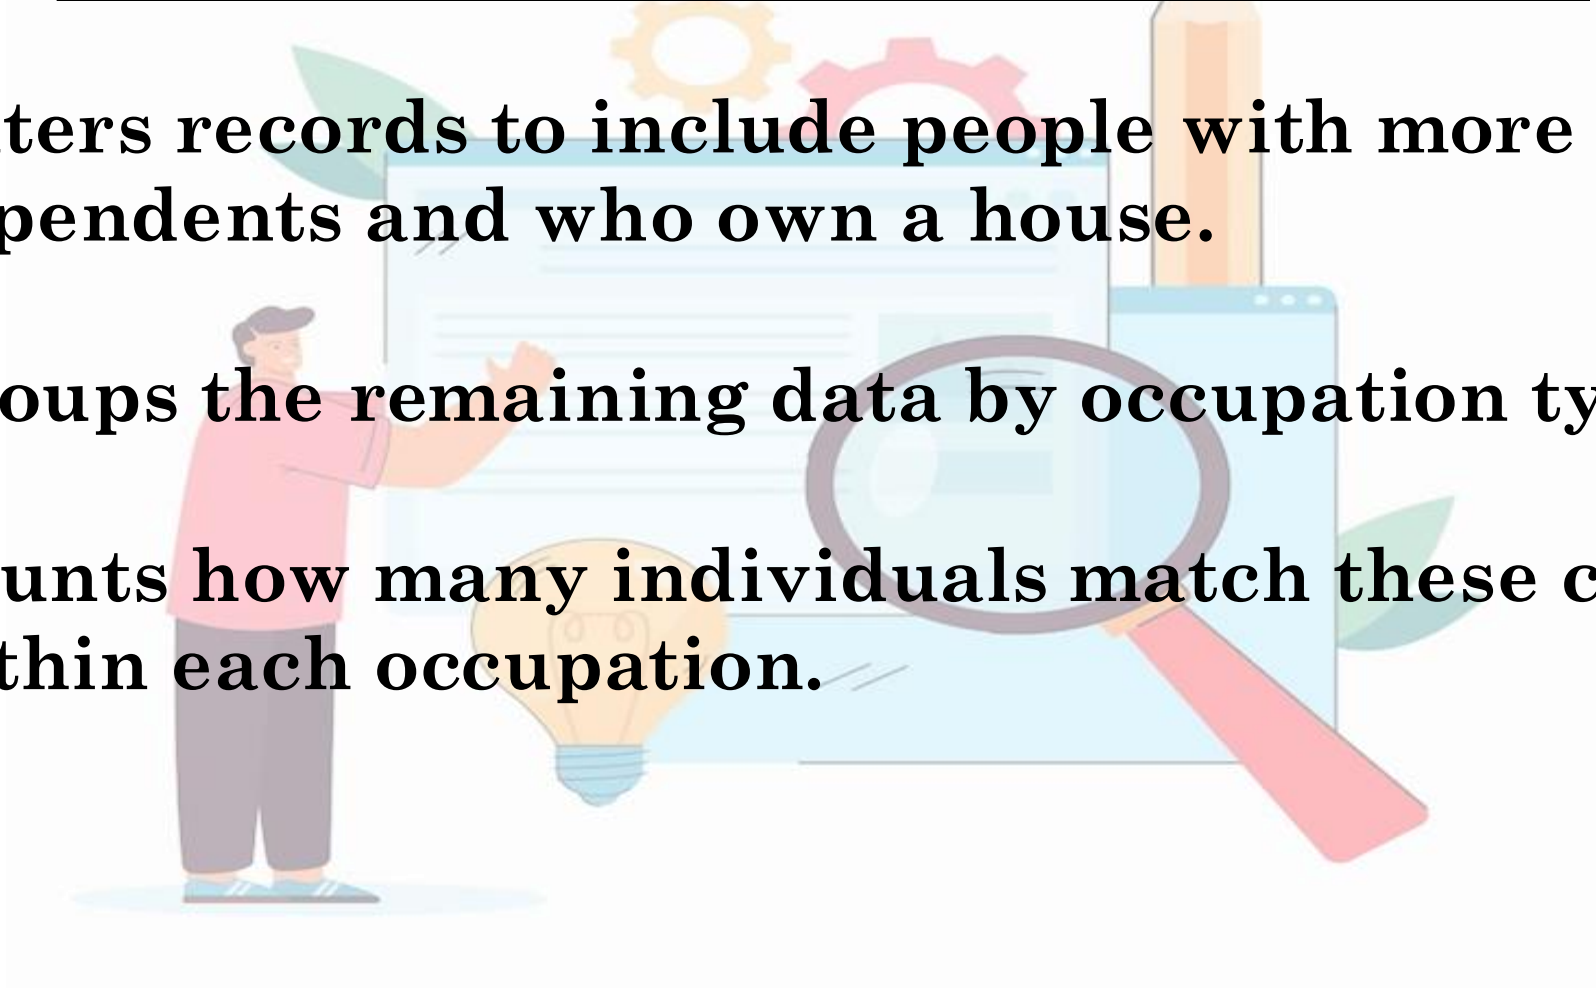 ters records to include people with more
pendents and who own a house.
oups the remaining data by occupation ty
unts how many individuals match these c
thin each occupation.